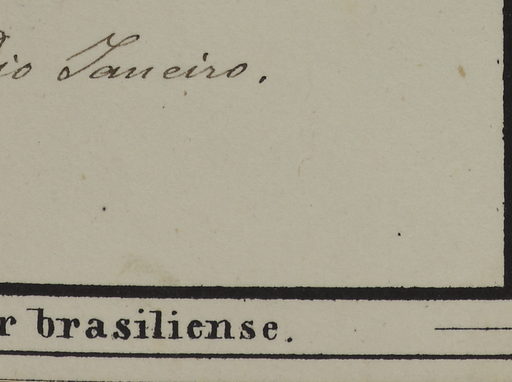 io Janeiro.
r brasiliense.